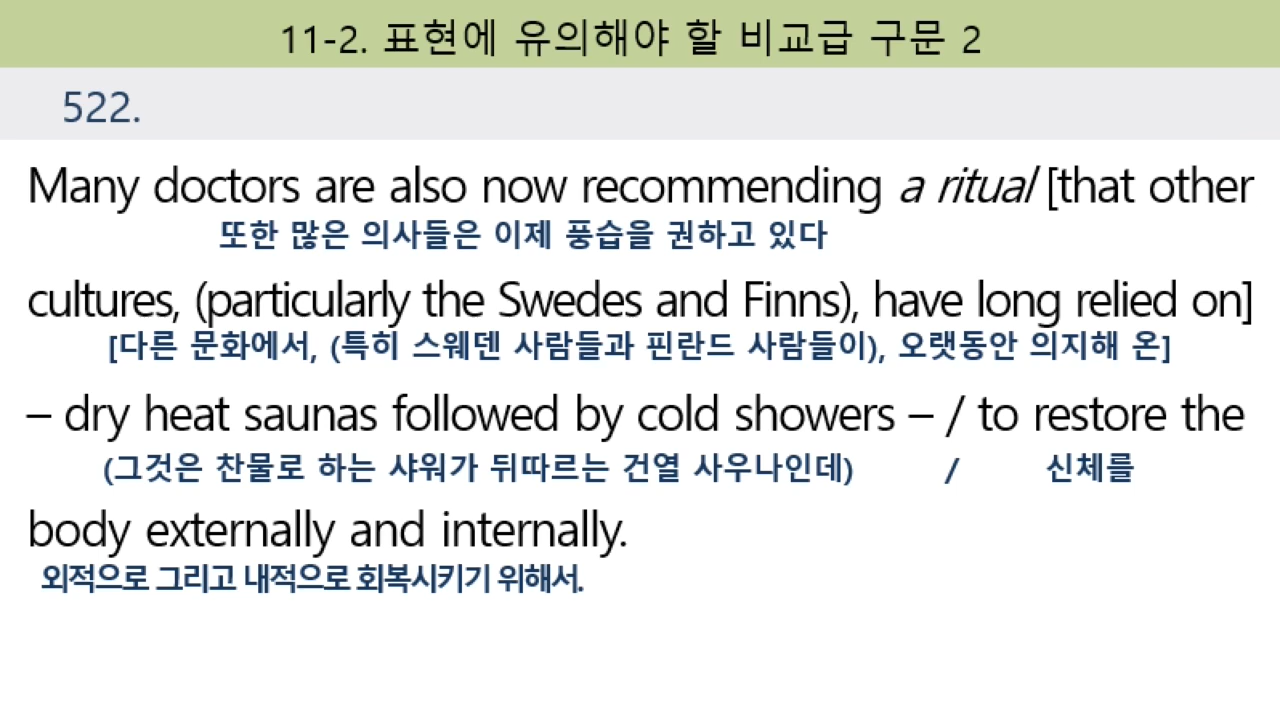 11-2. 표현에 유의해야 할 비교급 구문 2
522.
Many doctors are also now recommending a ritual [that other
또한 많은 의사들은 이제 풍습을 권하고 있다
cultures, (particularly the Swedes and Finns), have long relied on]
[다른 문화에서, (특히 스웨덴 사람들과 핀란드 사람들이), 오랫동안 의지해 온]
– dry heat saunas followed by cold showers – / to restore the
(그것은 찬물로 하는 샤워가 뒤따르는 건열 사우나인데) / 신체를
body externally and internally.
외적으로 그리고 내적으로 회복시키기 위해서.